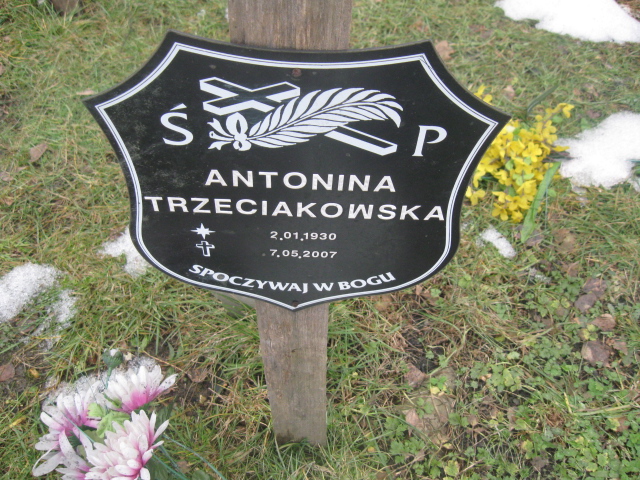 Ś P
ANTONINA
TRZECIAKOWSKA
2.01.1930
7.05.2007
SPOCZYWAJ W BOGU